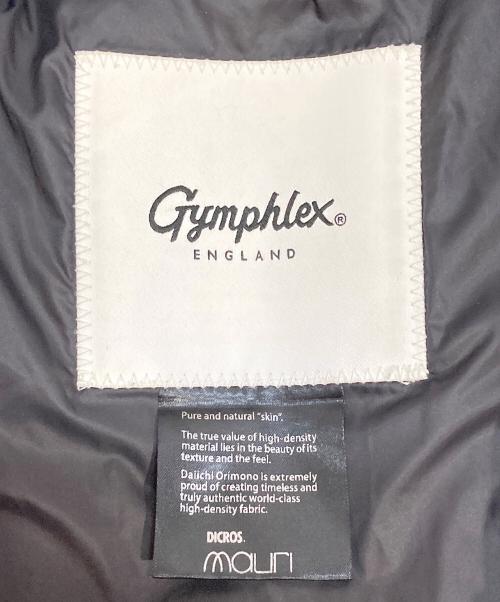 Gymphlex®
ENGLAND
Pure and natural "skin".
The true value of high-density
material lies in the beauty of its
texture and the feel.
Daiichi Orimono is extremely
proud of creating timeless and
truly authentic world-class
high-density fabric.
DICROS.
mauri